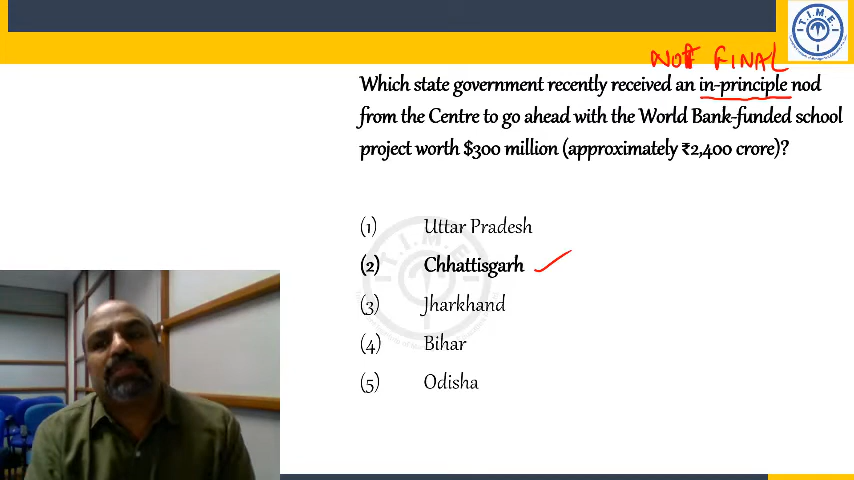 T.I.M.E.
NOT FINAL
Which state government recently received an in-principle nod
from the Centre to go ahead with the World Bank-funded school
project worth $300 million (approximately ₹2,400 crore)?
(1) Uttar Pradesh
(2) Chhattisgarh
(3) Jharkhand
(4) Bihar
(5) Odisha